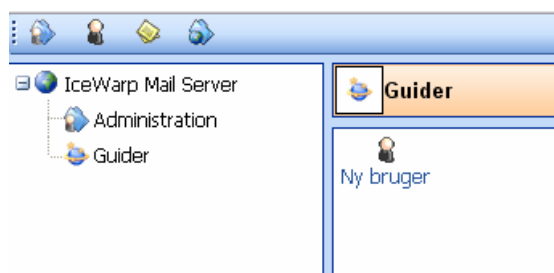 IceWarp Mail Server
Administration
Guider
Guider
Ny bruger